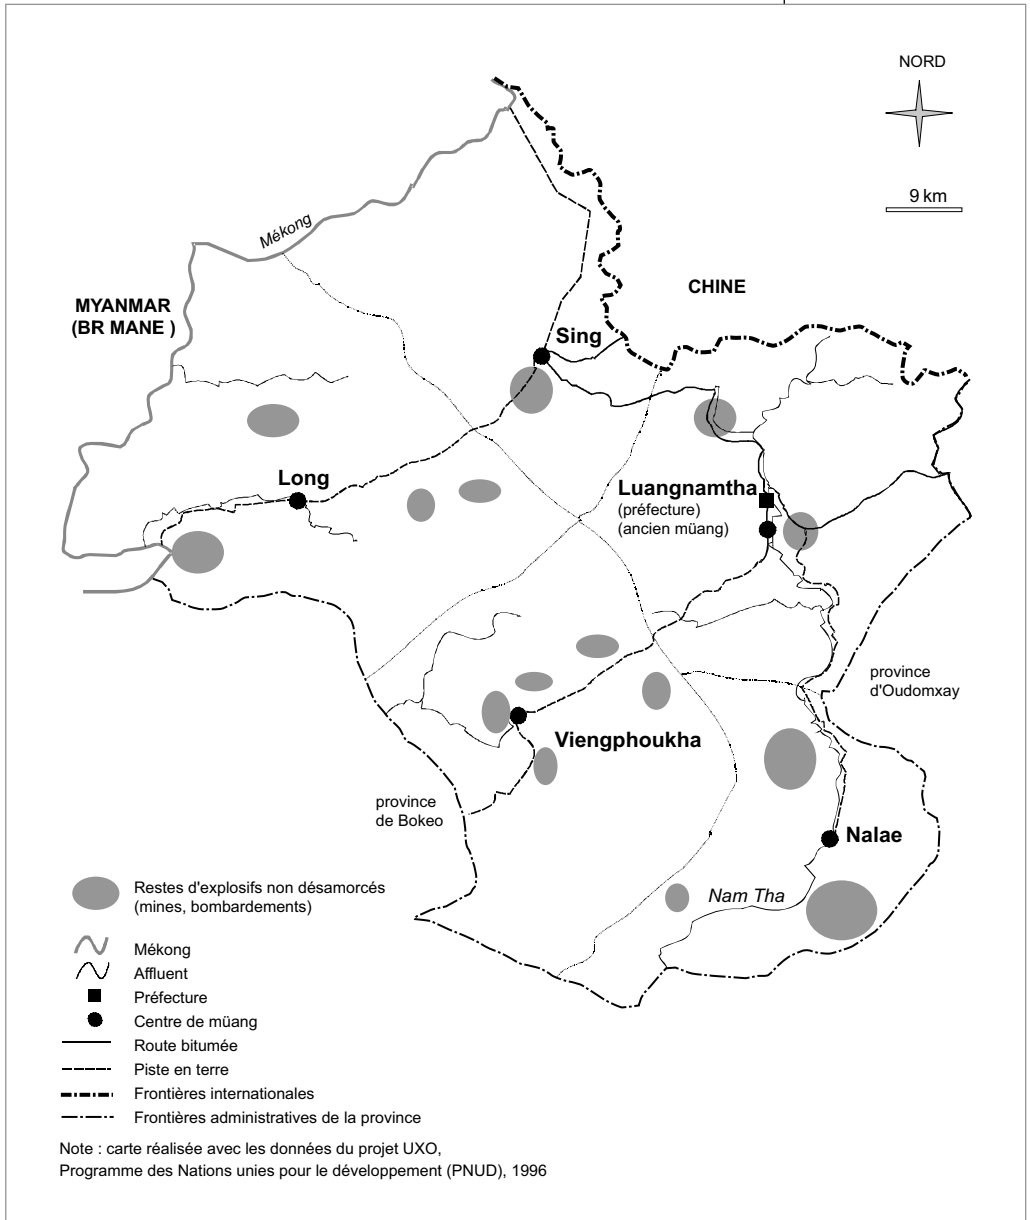 NORD
9 km
Mékong
CHINE
MYANMAR
(BR MANE )
Sing
Long
Luangnamtha
(préfecture)
(ancien müang)
province
d'Oudomxay
Viengphoukha
province
de Bokeo
Nalae
Nam Tha
Restes d'explosifs non désamorcés
(mines, bombardements)
Mékong
Affluent
Préfecture
Centre de müang
Route bitumée
Piste en terre
Frontières internationales
Frontières administratives de la province
Note : carte réalisée avec les données du projet UXO,
Programme des Nations unies pour le développement (PNUD), 1996